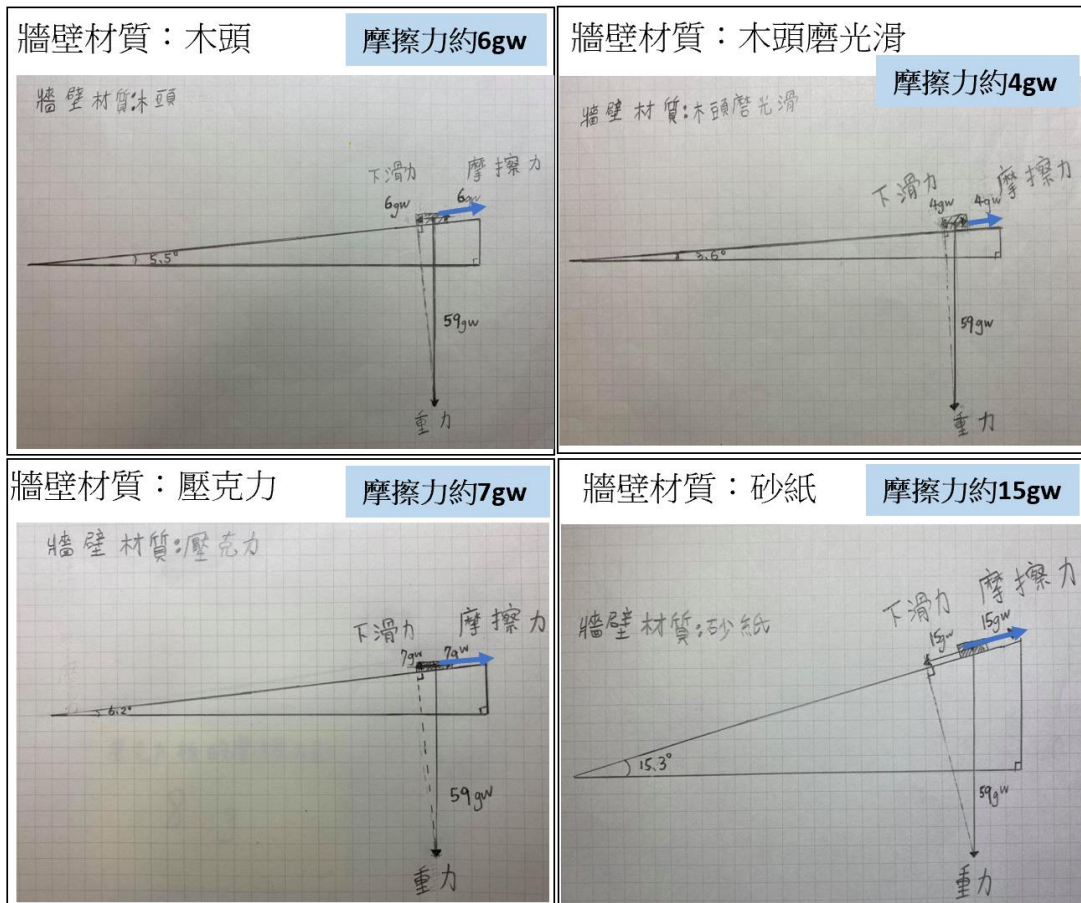 牆壁材質：木頭
摩擦力約6gw
牆壁材質:木頭
下滑力 摩擦力
6gw 6gw
5.5°
59gw
重力
牆壁材質：木頭磨光滑
摩擦力約4gw
牆壁材質:木頭磨光滑
下滑力 摩擦力
4gw 4gw
3.6°
59gw
重力
牆壁材質：壓克力
摩擦力約7gw
牆壁材質:壓克力
下滑力 摩擦力
7gw 7gw
6.2°
59gw
重力
牆壁材質：砂紙
摩擦力約15gw
牆壁材質:砂紙
下滑力 摩擦力
15gw 15gw
15.3°
59gw
重力